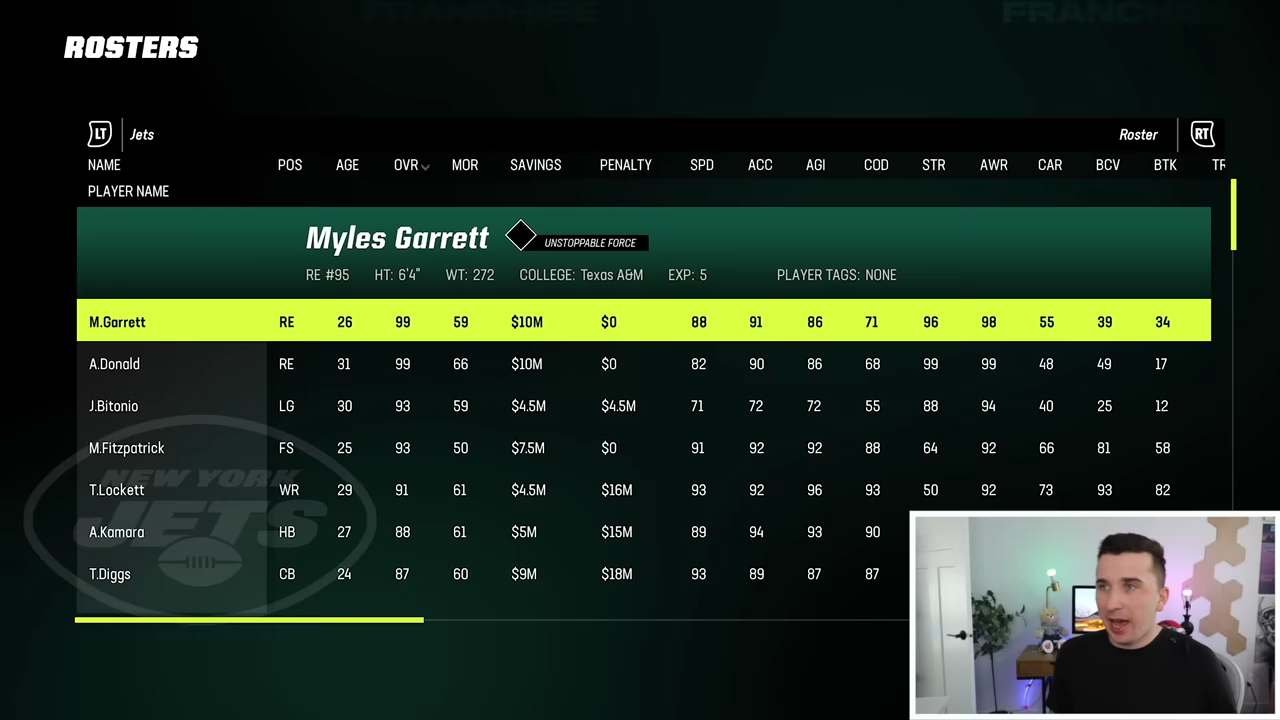 FRANCHISE
FRANCHISE
ROSTERS
LT Jets Roster RT
NAME POS AGE OVR MOR SAVINGS PENALTY SPD ACC AGI COD STR AWR CAR BCV BTK TR
PLAYER NAME
Myles Garrett UNSTOPPABLE FORCE
RE #95 HT: 6'4" WT: 272 COLLEGE: Texas A&M EXP: 5 PLAYER TAGS: NONE
M.Garrett RE 26 99 59 $10M $0 88 91 86 71 96 98 55 39 34
A.Donald RE 31 99 66 $10M $0 82 90 86 68 99 99 48 49 17
J.Bitonio LG 30 93 59 $4.5M $4.5M 71 72 72 55 88 94 40 25 12
M.Fitzpatrick FS 25 93 50 $7.5M $0 91 92 92 88 64 92 66 81 58
T.Lockett WR 29 91 61 $4.5M $16M 93 92 96 93 50 92 73 93 82
A.Kamara HB 27 88 61 $5M $15M 89 94 93 90
T.Diggs CB 24 87 60 $9M $18M 93 89 87 87
NEW YORK
JETS